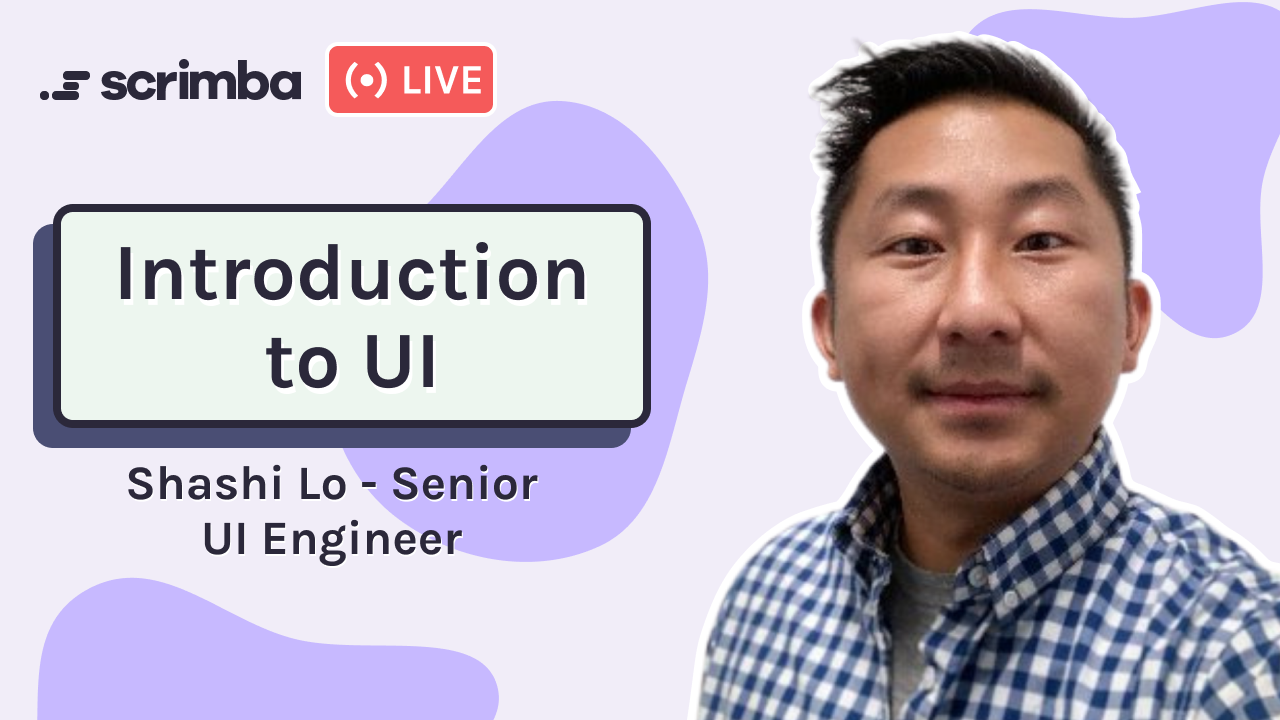 scrimba LIVE
Introduction
to UI
Shashi Lo - Senior
UI Engineer